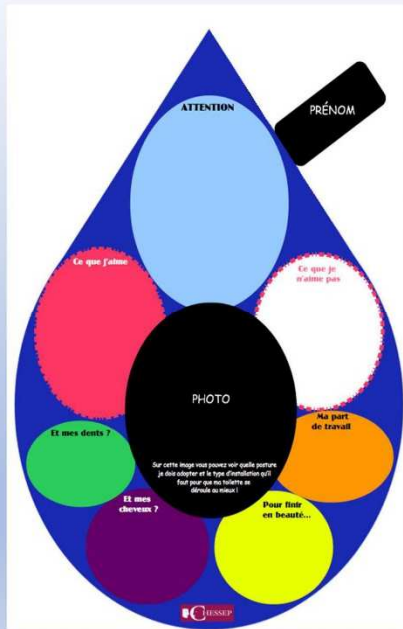 ATTENTION
PRÉNOM
Ce que j'aime
Ce que je
n'aime pas
PHOTO
Sur cette image vous pouvez voir quelle posture
je dois adopter et le type d'installation qu'il
faut pour que ma toilette se
déroule au mieux !
Ma part
de travail
Et mes dents ?
Et mes
cheveux ?
Pour finir
en beauté...
CESSEP